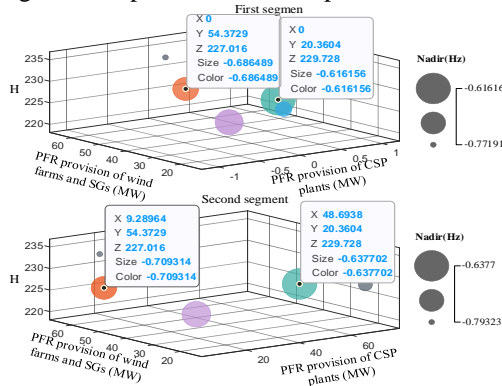 First segmen
X 0
Y 54.3729
Z 227.016
Size -0.686489
Color -0.686489
X 0
Y 20.3604
Z 229.728
Size -0.616156
Color -0.616156
Nadir(Hz)
-0.61616
-0.77191
H
235
230
225
220
60
40
20
PFR provision of wind
farms and SGs (MW)
-1
-0.5
0
0.5
1
PFR provision of CSP
plants (MW)
Second segment
X 9.28964
Y 54.3729
Z 227.016
Size -0.709314
Color -0.709314
X 48.6938
Y 20.3604
Z 229.728
Size -0.637702
Color -0.637702
Nadir(Hz)
-0.6377
-0.79323
H
235
230
225
220
60
40
20
PFR provision of wind
farms and SGs (MW)
20
40
60
PFR provision of CSP
plants (MW)